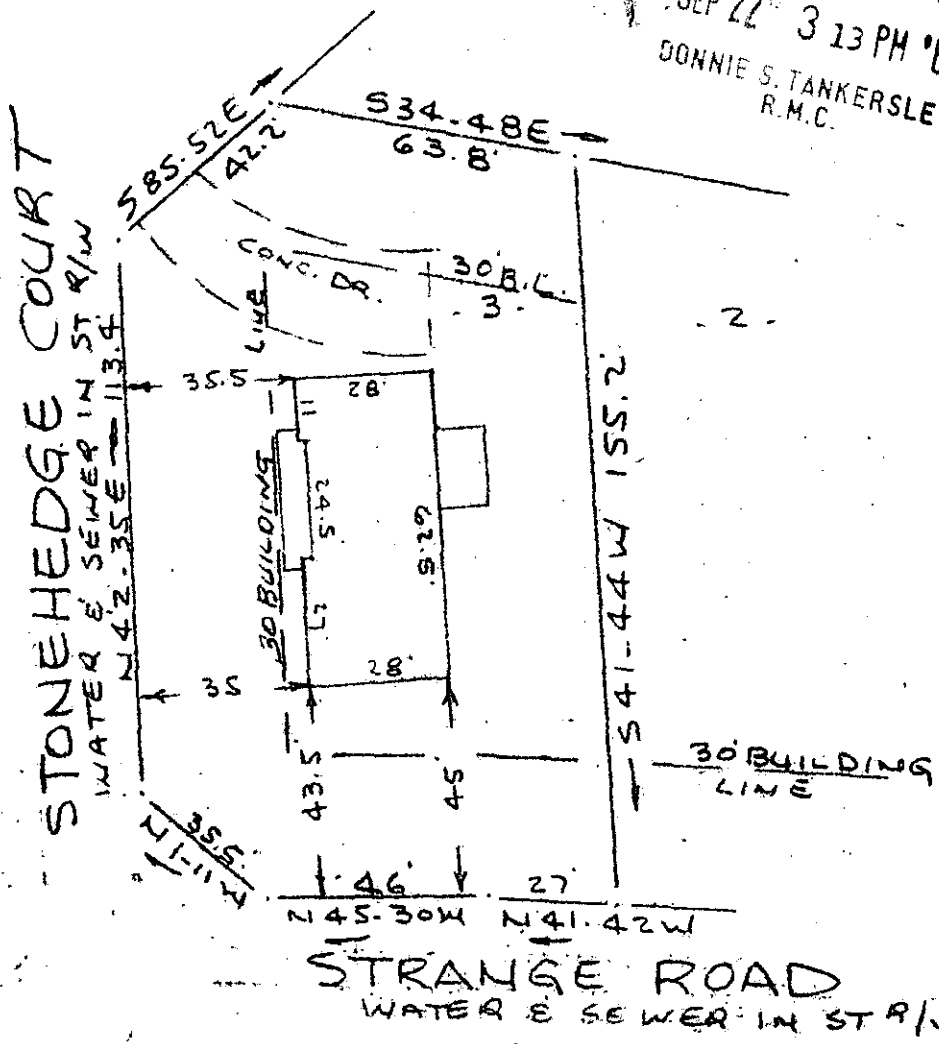 SEP 22 3 13 PM '
DONNIE S. TANKERSLE
R.M.C.
S 85-52E
42.2'
S34-48E
63.8'
STONEHEDGE COURT
WATER & SEWER IN ST R/W
N42-35E 113.4
CONC. DR.
30' B.L.
- 3 -
- 2 -
LINE
35.5
28'
11
24.5
27
62.5
30 BUILDING
S41-44W 155.2'
35
28'
43.5
45
30' BUILDING
LINE
35.5
N1-11W
46'
27'
N45-30W
N41-42W
STRANGE ROAD
WATER & SEWER IN ST R/